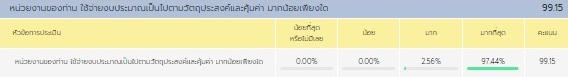 หน่วยงานของท่าน ใช้จ่ายงบประมาณเป็นไปตามวัตถุประสงค์และคุ้มค่า มากน้อยเพียงใด 99.15
หัวข้อการประเมิน น้อยที่สุด หรือไม่มีเลย น้อย มาก มากที่สุด คะแนน
หน่วยงานของท่าน ใช้จ่ายงบประมาณเป็นไปตามวัตถุประสงค์และคุ้มค่า มากน้อยเพียงใด 0.00% 0.00% 2.56% 97.44% 99.15